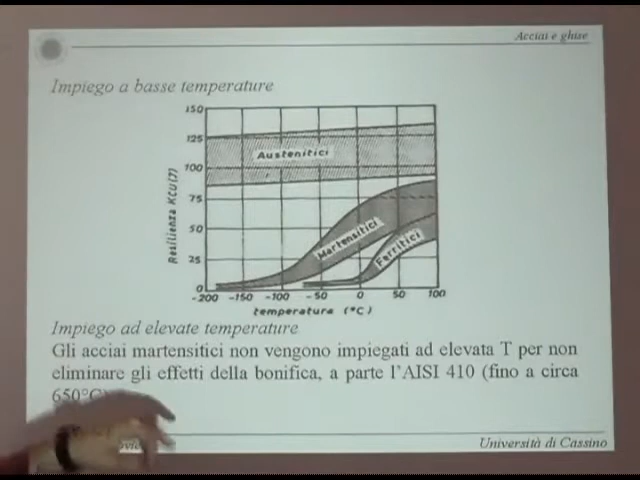 Acciai e ghise
Impiego a basse temperature
150
125
100
75
50
25
0
Resilienza KCU(J)
Austenitici
Martensitici
Ferritici
-200 -150 -100 -50 0 50 100
temperatura (°C)
Impiego ad elevate temperature
Gli acciai martensitici non vengono impiegati ad elevata T per non
eliminare gli effetti della bonifica, a parte l'AISI 410 (fino a circa
650°C)
Università di Cassino